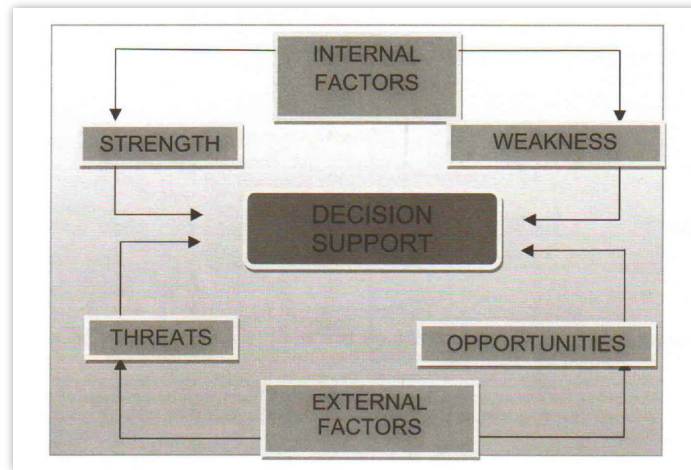 INTERNAL
FACTORS
STRENGTH
WEAKNESS
DECISION
SUPPORT
THREATS
OPPORTUNITIES
EXTERNAL
FACTORS